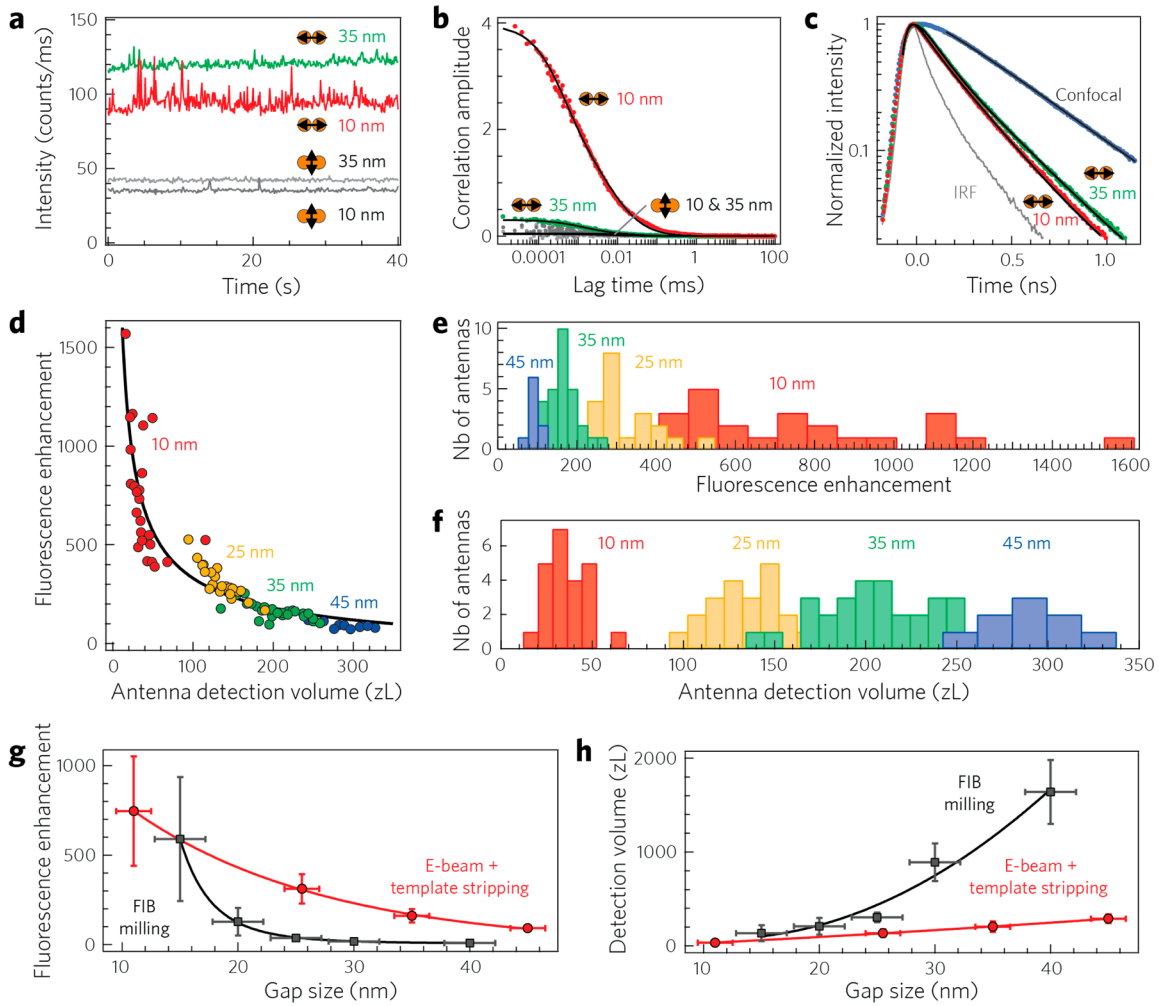 a
150
100
50
0
Intensity (counts/ms)
35 nm
10 nm
35 nm
10 nm
0
20
40
Time (s)
b
4
2
0
Correlation amplitude
10 nm
35 nm
10 & 35 nm
0.0001
0.01
1
100
Lag time (ms)
c
1
0.1
Normalized intensity
Confocal
IRF
35 nm
10 nm
0.0
0.5
1.0
Time (ns)
d
1500
1000
500
0
Fluorescence enhancement
10 nm
25 nm
35 nm
45 nm
0
100
200
300
Antenna detection volume (zL)
e
10
5
0
Nb of antennas
35 nm
45 nm
25 nm
10 nm
0
200
400
600
800
1000
1200
1400
1600
Fluorescence enhancement
f
6
4
2
0
Nb of antennas
10 nm
25 nm
35 nm
45 nm
0
50
100
150
200
250
300
350
Antenna detection volume (zL)
g
1000
500
0
Fluorescence enhancement
E-beam +
template stripping
FIB
milling
10
20
30
40
Gap size (nm)
h
2000
1000
0
Detection volume (zL)
FIB
milling
E-beam +
template stripping
10
20
30
40
Gap size (nm)